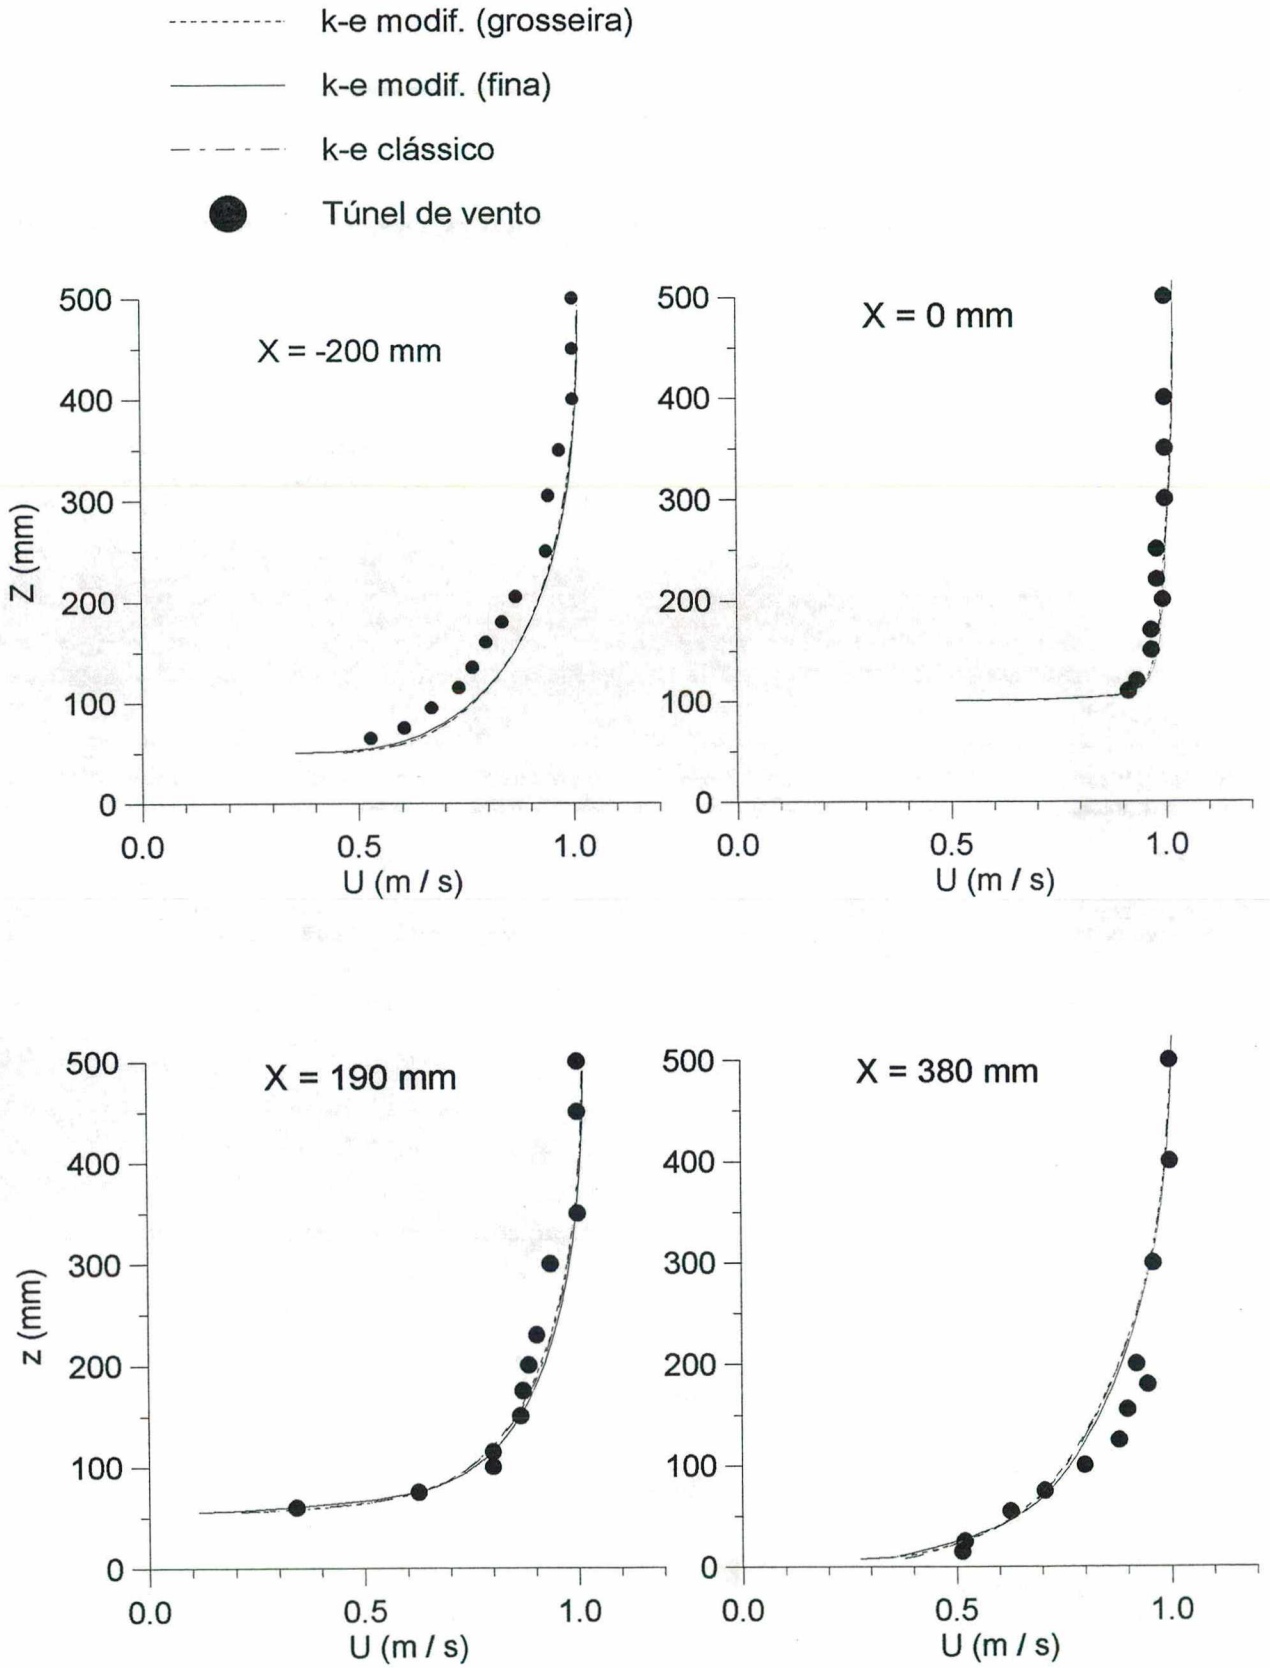 k-e modif. (grosseira)
k-e modif. (fina)
k-e clássico
Túnel de vento
X = -200 mm
500
400
300
200
100
0
Z (mm)
0.0 0.5 1.0
U (m / s)
X = 0 mm
500
400
300
200
100
0
0.0 0.5 1.0
U (m / s)
X = 190 mm
500
400
300
200
100
0
z (mm)
0.0 0.5 1.0
U (m / s)
X = 380 mm
500
400
300
200
100
0
0.0 0.5 1.0
U (m / s)